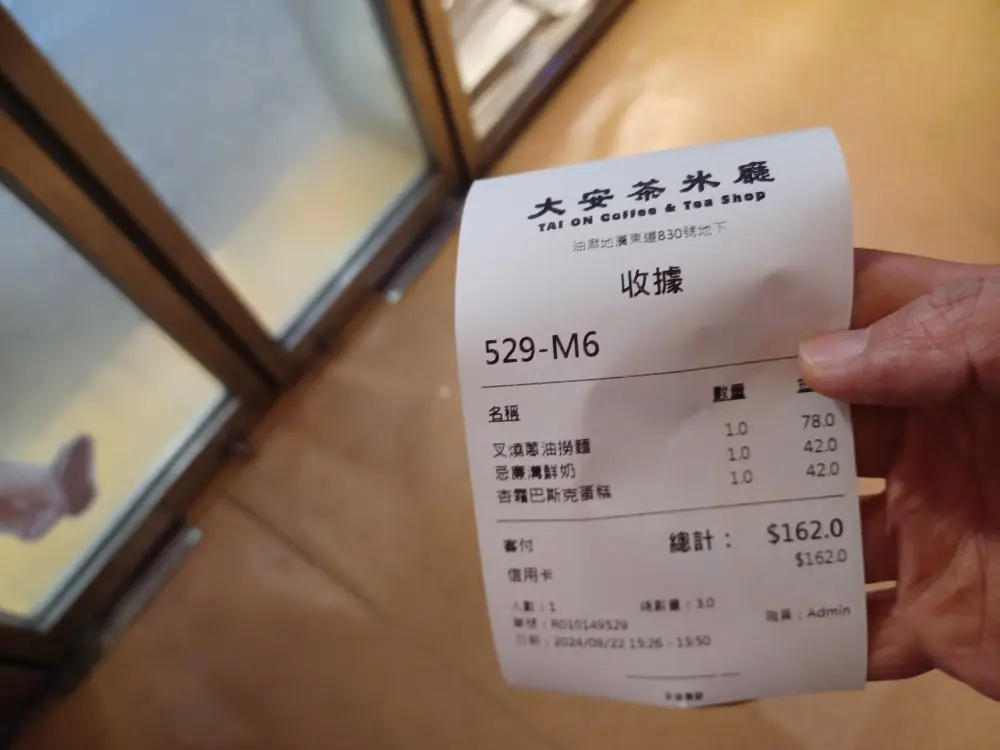 大安茶氷廳
TAI ON Coffee & Tea Shop
油麻地廣東道830號地下
收據
529-M6
名稱 數量
叉燒蔥油撈麵 1.0 78.0
忌廉溝鮮奶 1.0 42.0
杏霜巴斯克蛋糕 1.0 42.0
總計： $162.0
客付 $162.0
信用卡
人數：1 總數量：3.0
單號：R010149529 職員：Admin
日期：2024/08/22 15:26 - 15:50